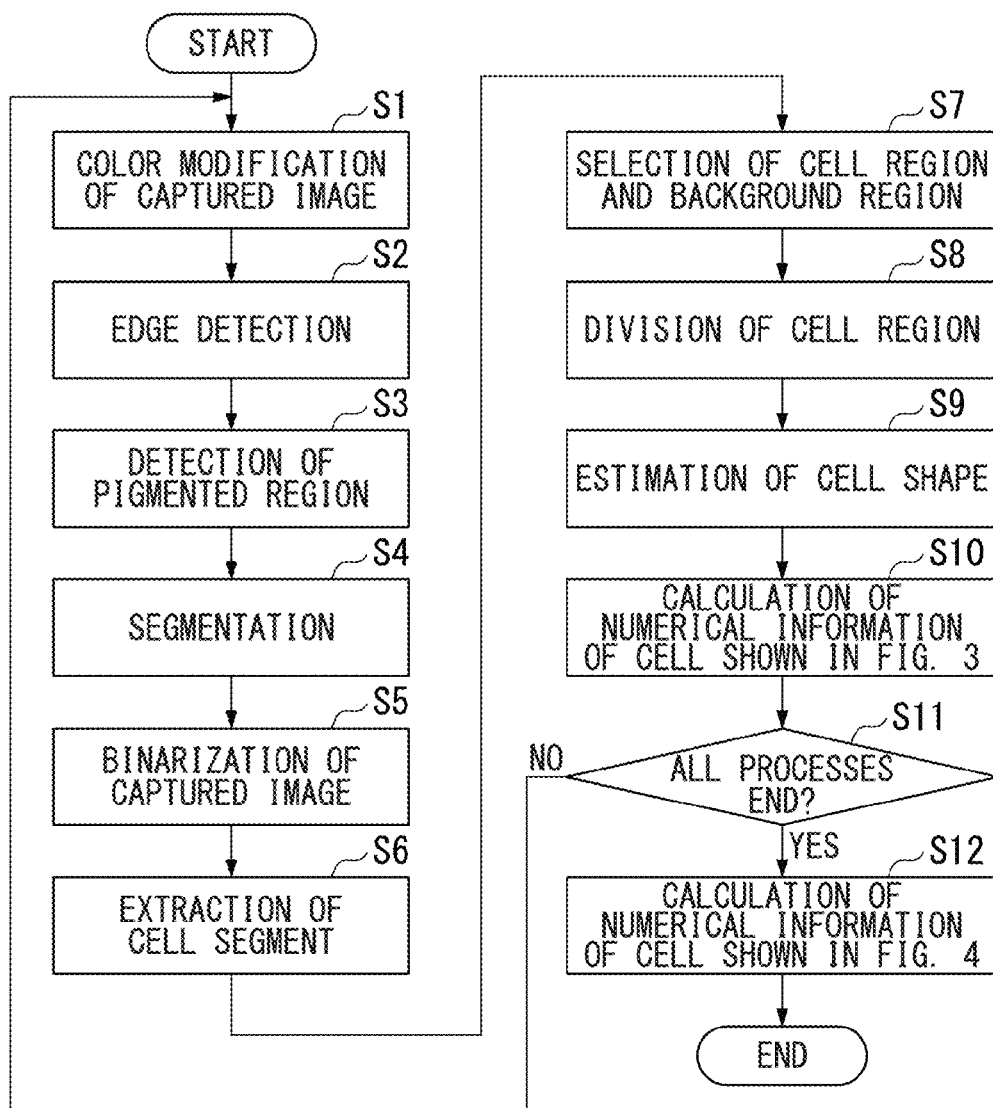 START
S1
COLOR MODIFICATION
OF CAPTURED IMAGE
S2
EDGE DETECTION
S3
DETECTION OF
PIGMENTED REGION
S4
SEGMENTATION
S5
BINARIZATION OF
CAPTURED IMAGE
S6
EXTRACTION OF
CELL SEGMENT
S7
SELECTION OF CELL REGION
AND BACKGROUND REGION
S8
DIVISION OF CELL REGION
S9
ESTIMATION OF CELL SHAPE
S10
CALCULATION OF
NUMERICAL INFORMATION
OF CELL SHOWN IN FIG. 3
S11
NO
ALL PROCESSES
END?
YES
S12
CALCULATION OF
NUMERICAL INFORMATION
OF CELL SHOWN IN FIG. 4
END